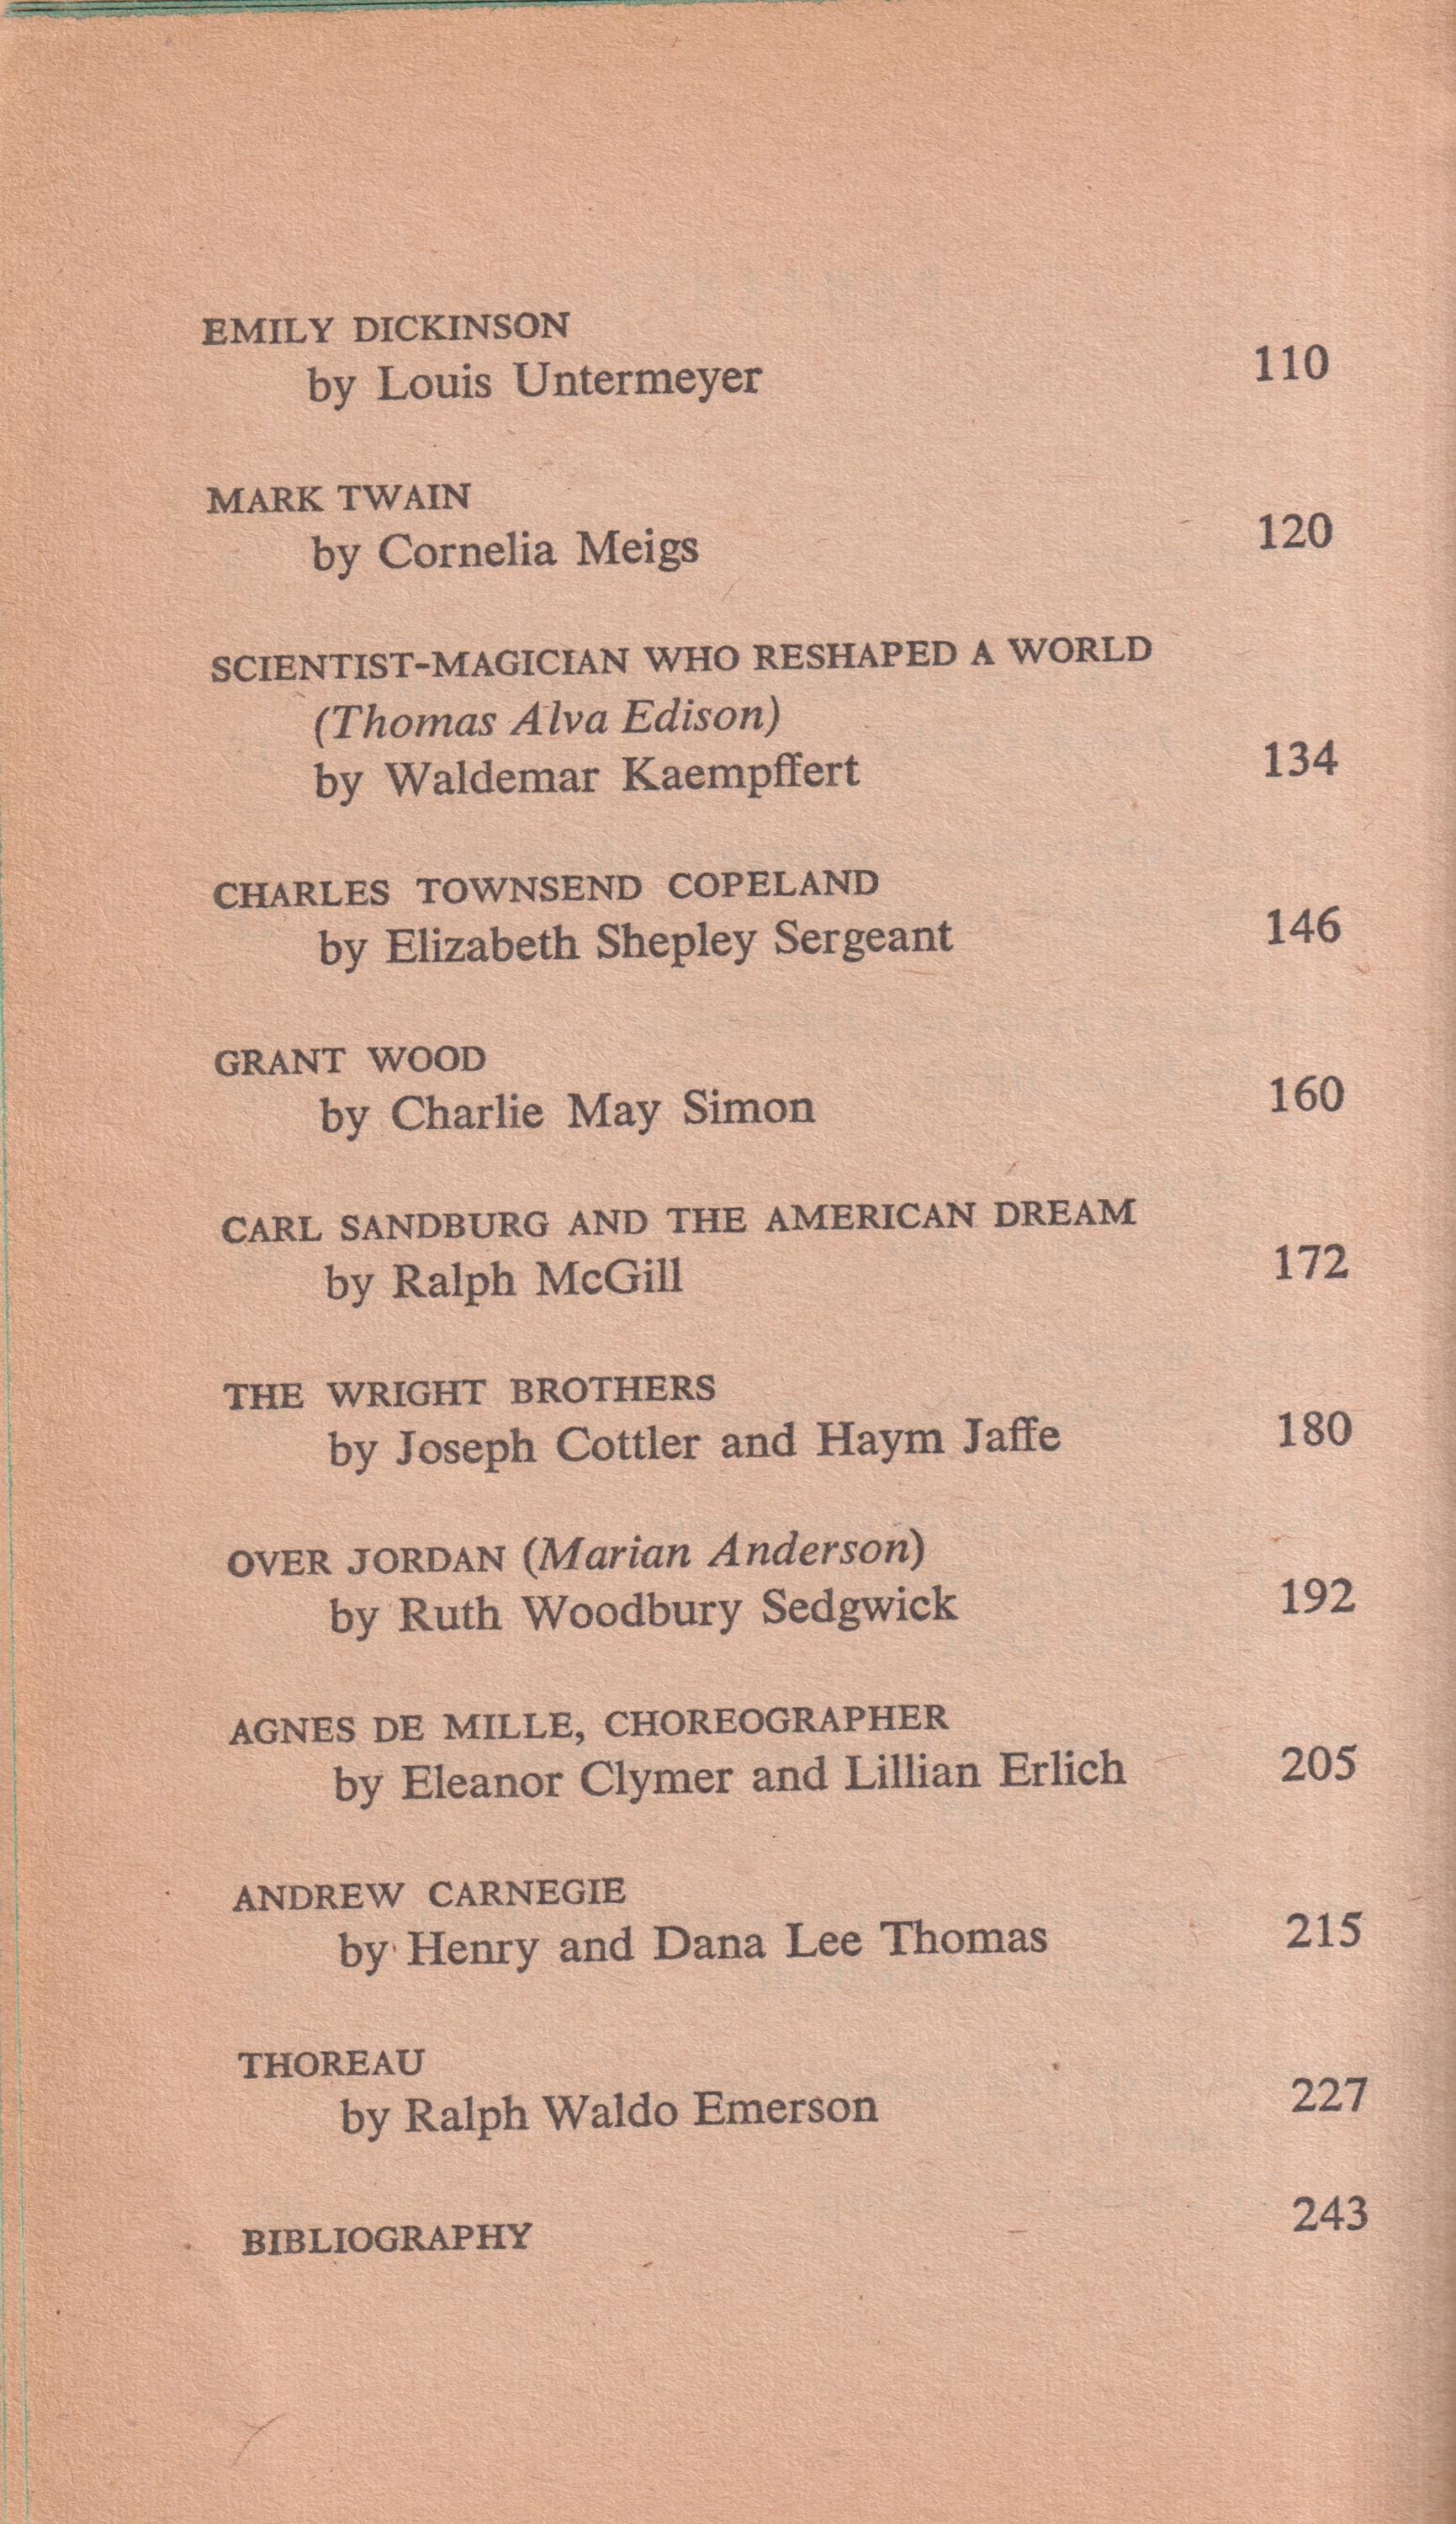 EMILY DICKINSON
by Louis Untermeyer 110
MARK TWAIN
by Cornelia Meigs 120
SCIENTIST-MAGICIAN WHO RESHAPED A WORLD
(Thomas Alva Edison)
by Waldemar Kaempffert 134
CHARLES TOWNSEND COPELAND
by Elizabeth Shepley Sergeant 146
GRANT WOOD
by Charlie May Simon 160
CARL SANDBURG AND THE AMERICAN DREAM
by Ralph McGill 172
THE WRIGHT BROTHERS
by Joseph Cottler and Haym Jaffe 180
OVER JORDAN (Marian Anderson)
by Ruth Woodbury Sedgwick 192
AGNES DE MILLE, CHOREOGRAPHER
by Eleanor Clymer and Lillian Erlich 205
ANDREW CARNEGIE
by Henry and Dana Lee Thomas 215
THOREAU
by Ralph Waldo Emerson 227
BIBLIOGRAPHY 243